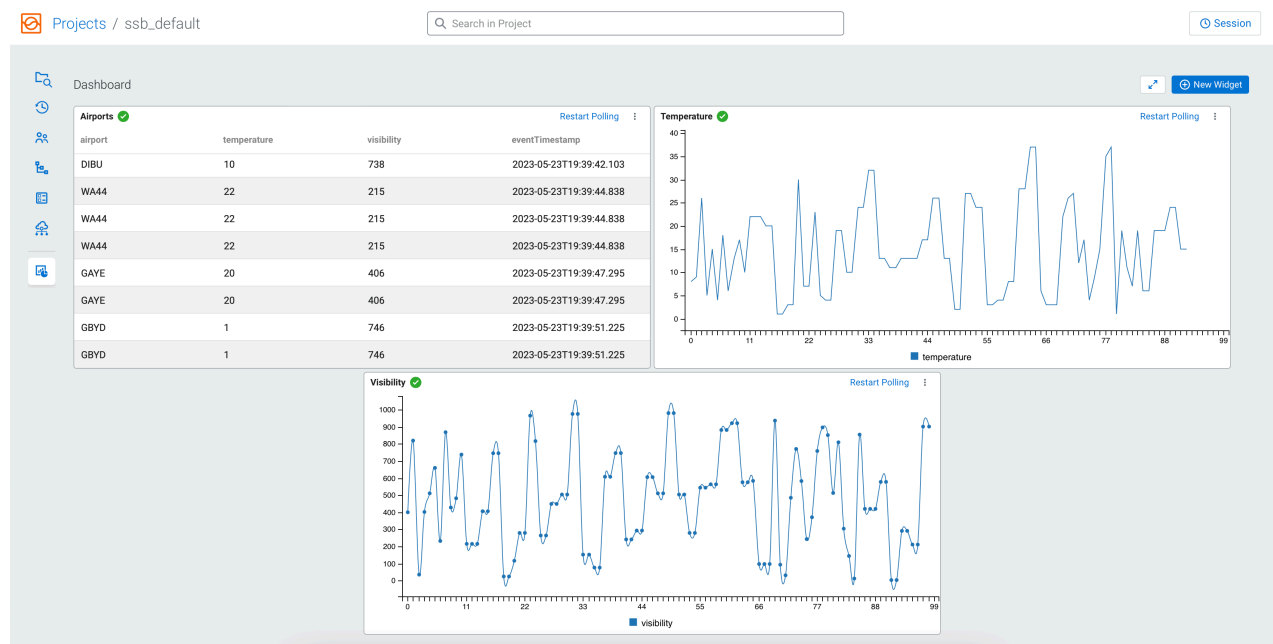 Projects / ssb_default
Search in Project
Session
Dashboard
New Widget
Airports
Restart Polling
airport temperature visibility eventTimestamp
DIBU 10 738 2023-05-23T19:39:42.103
WA44 22 215 2023-05-23T19:39:44.838
WA44 22 215 2023-05-23T19:39:44.838
WA44 22 215 2023-05-23T19:39:44.838
GAYE 20 406 2023-05-23T19:39:47.295
GAYE 20 406 2023-05-23T19:39:47.295
GBYD 1 746 2023-05-23T19:39:51.225
GBYD 1 746 2023-05-23T19:39:51.225
Temperature
Restart Polling
40
35
30
25
20
15
10
5
0
0 11 22 33 44 55 66 77 88 99
temperature
Visibility
Restart Polling
1000
900
800
700
600
500
400
300
200
100
0
0 11 22 33 44 55 66 77 88 99
visibility